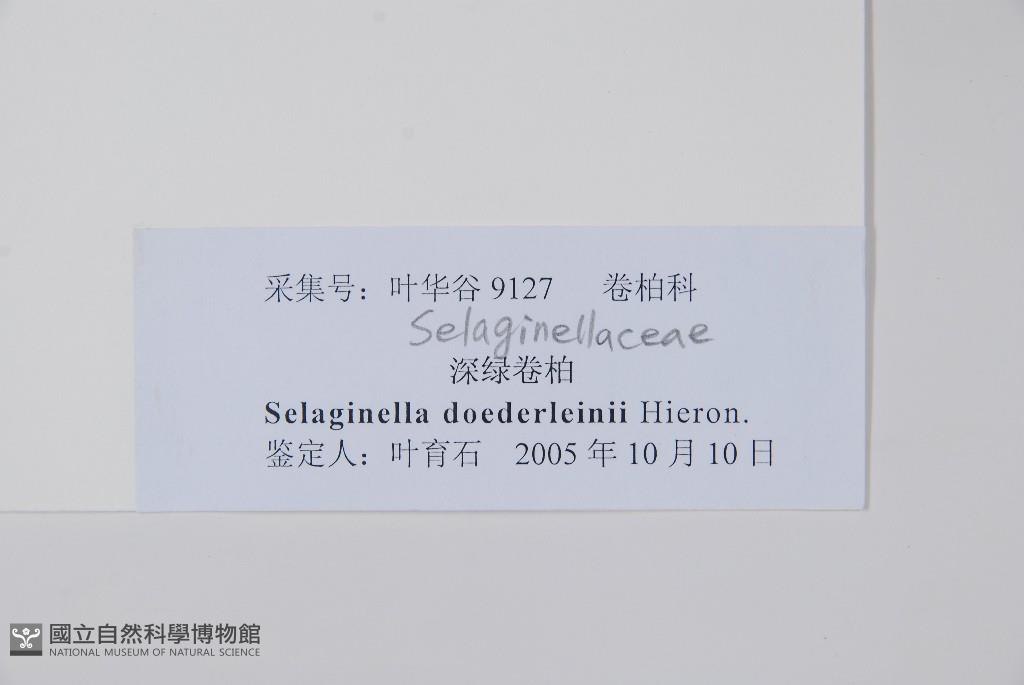 采集号：叶华谷 9127 卷柏科
Selaginellaceae
深绿卷柏
Selaginella doederleinii Hieron.
鉴定人：叶育石 2005 年 10 月 10 日
國立自然科學博物館
NATIONAL MUSEUM OF NATURAL SCIENCE